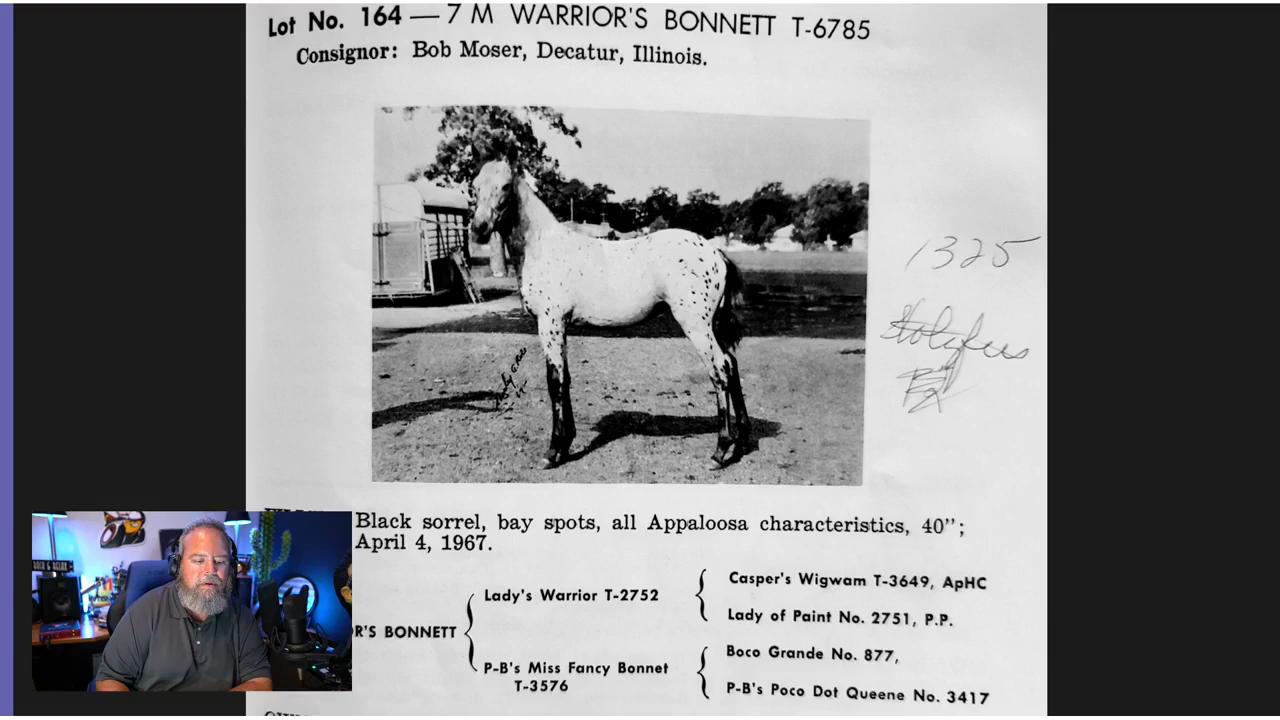 Lot No. 164 — 7 M WARRIOR'S BONNETT T-6785
Consignor: Bob Moser, Decatur, Illinois.
1325
Black sorrel, bay spots, all Appaloosa characteristics, 40";
April 4, 1967.
Casper's Wigwam T-3649, ApHC
Lady's Warrior T-2752
Lady of Paint No. 2751, P.P.
R'S BONNETT
Boco Grande No. 877,
P-B's Miss Fancy Bonnet
T-3576
P-B's Poco Dot Queene No. 3417